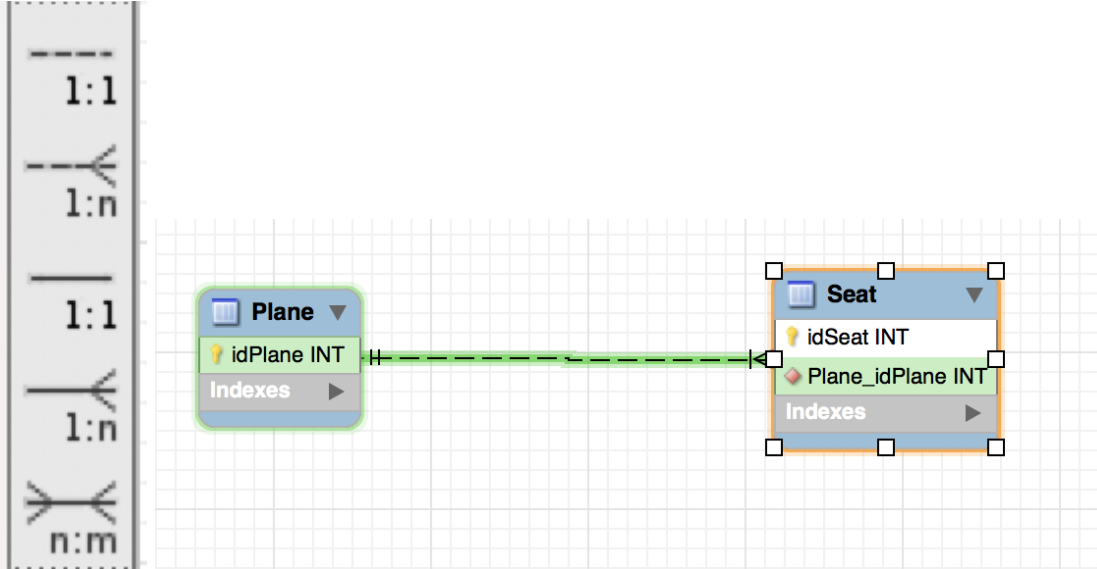 1:1
1:n
1:1
1:n
n:m
Plane
idPlane INT
Indexes
Seat
idSeat INT
Plane_idPlane INT
Indexes